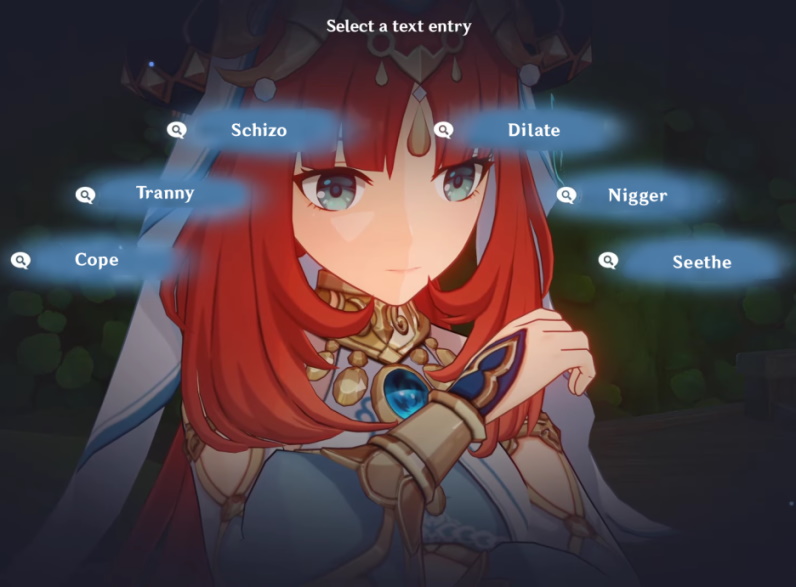 Select a text entry
Schizo
Dilate
Tranny
Nigger
Cope
Seethe